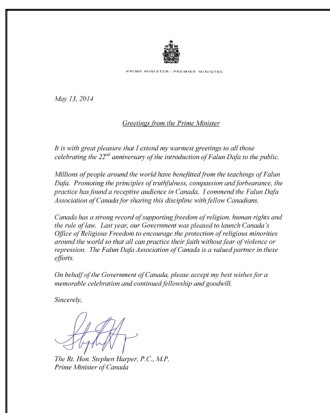 PRIME MINISTER - PREMIER MINISTRE
May 13, 2014
Greetings from the Prime Minister
It is with great pleasure that I extend my warmest greetings to all those
celebrating the 22nd anniversary of the introduction of Falun Dafa to the public.
Millions of people around the world have benefitted from the teachings of Falun
Dafa. Promoting the principles of truthfulness, compassion and forbearance, the
practice has found a receptive audience in Canada. I commend the Falun Dafa
Association of Canada for sharing this discipline with fellow Canadians.
Canada has a strong record of supporting freedom of religion, human rights and
the rule of law. Last year, our Government was pleased to launch Canada's
Office of Religious Freedom to encourage the protection of religious minorities
around the world so that all can practice their faith without fear of violence or
repression. The Falun Dafa Association of Canada is a valued partner in these
efforts.
On behalf of the Government of Canada, please accept my best wishes for a
memorable celebration and continued fellowship and goodwill.
Sincerely,
The Rt. Hon. Stephen Harper, P.C., M.P.
Prime Minister of Canada